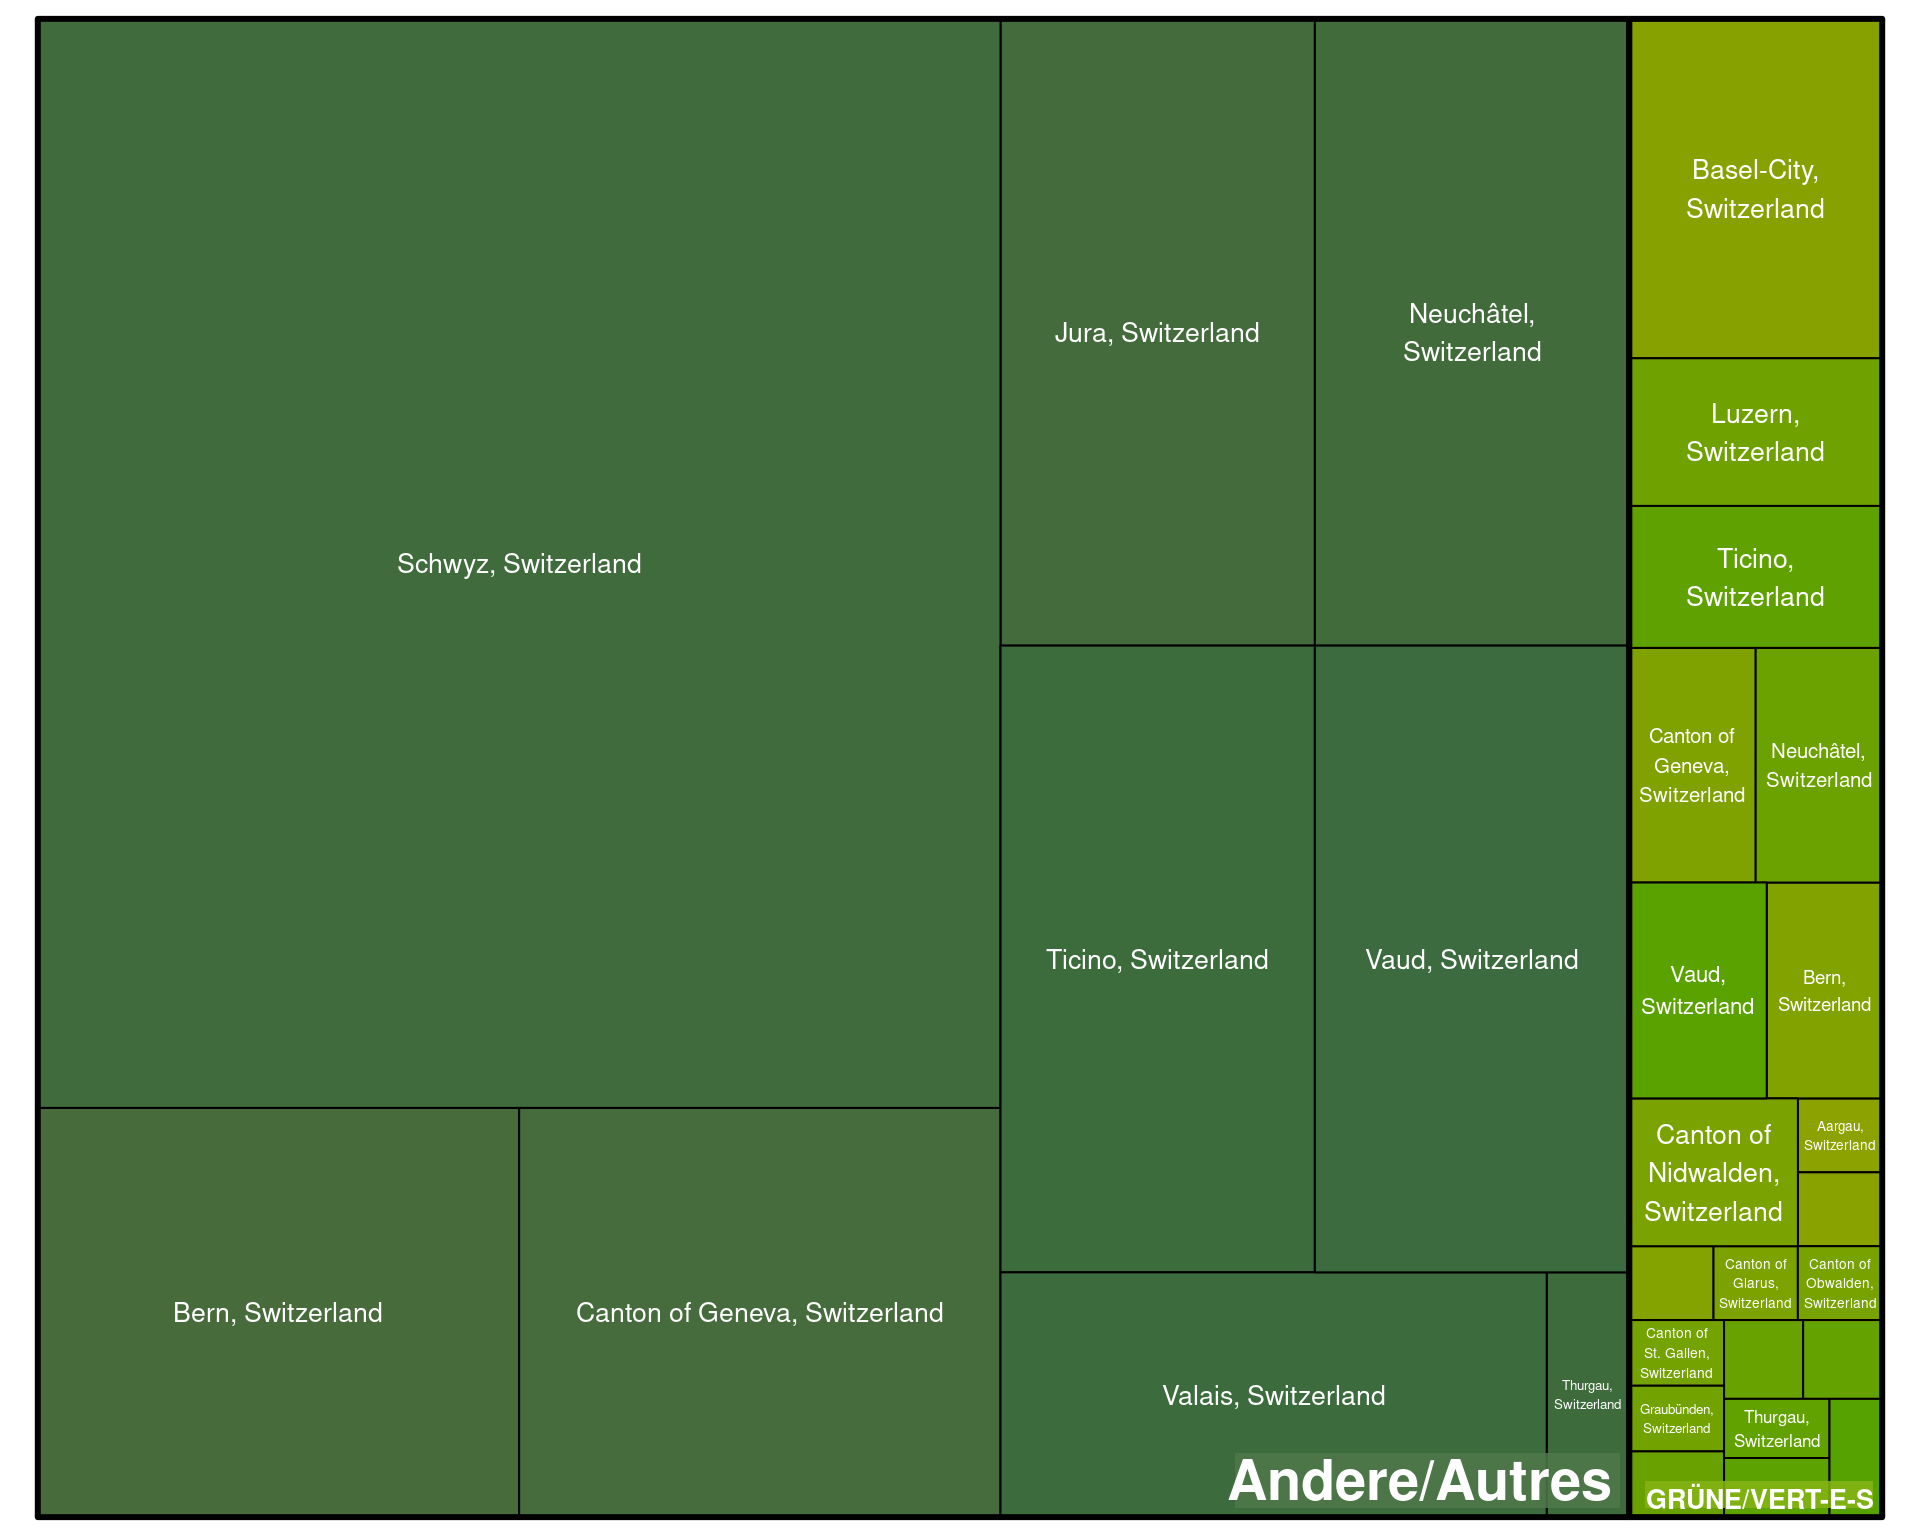 Schwyz, Switzerland
Bern, Switzerland
Canton of Geneva, Switzerland
Jura, Switzerland
Neuchâtel,
Switzerland
Ticino, Switzerland
Vaud, Switzerland
Valais, Switzerland
Thurgau,
Switzerland
Andere/Autres
Basel-City,
Switzerland
Luzern,
Switzerland
Ticino,
Switzerland
Canton of
Geneva,
Switzerland
Neuchâtel,
Switzerland
Vaud,
Switzerland
Bern,
Switzerland
Canton of
Nidwalden,
Switzerland
Aargau,
Switzerland
Canton of
Glarus,
Switzerland
Canton of
Obwalden,
Switzerland
Canton of
St. Gallen,
Switzerland
Graubünden,
Switzerland
Thurgau,
Switzerland
GRÜNE/VERT-E-S